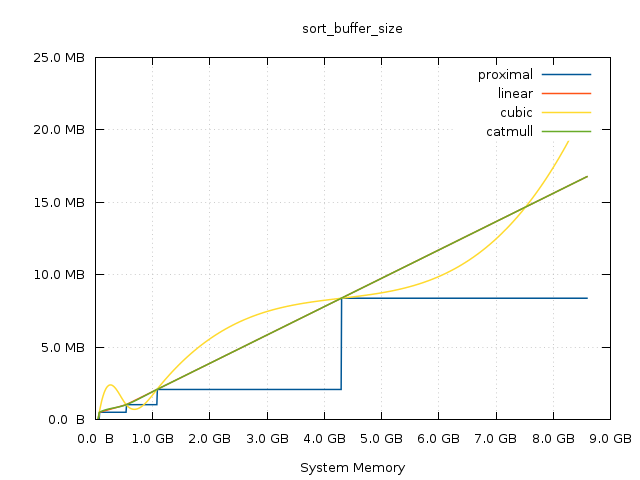 sort_buffer_size
25.0 MB
20.0 MB
15.0 MB
10.0 MB
5.0 MB
0.0 B
proximal
linear
cubic
catmull
0.0 B 1.0 GB 2.0 GB 3.0 GB 4.0 GB 5.0 GB 6.0 GB 7.0 GB 8.0 GB 9.0 GB
System Memory